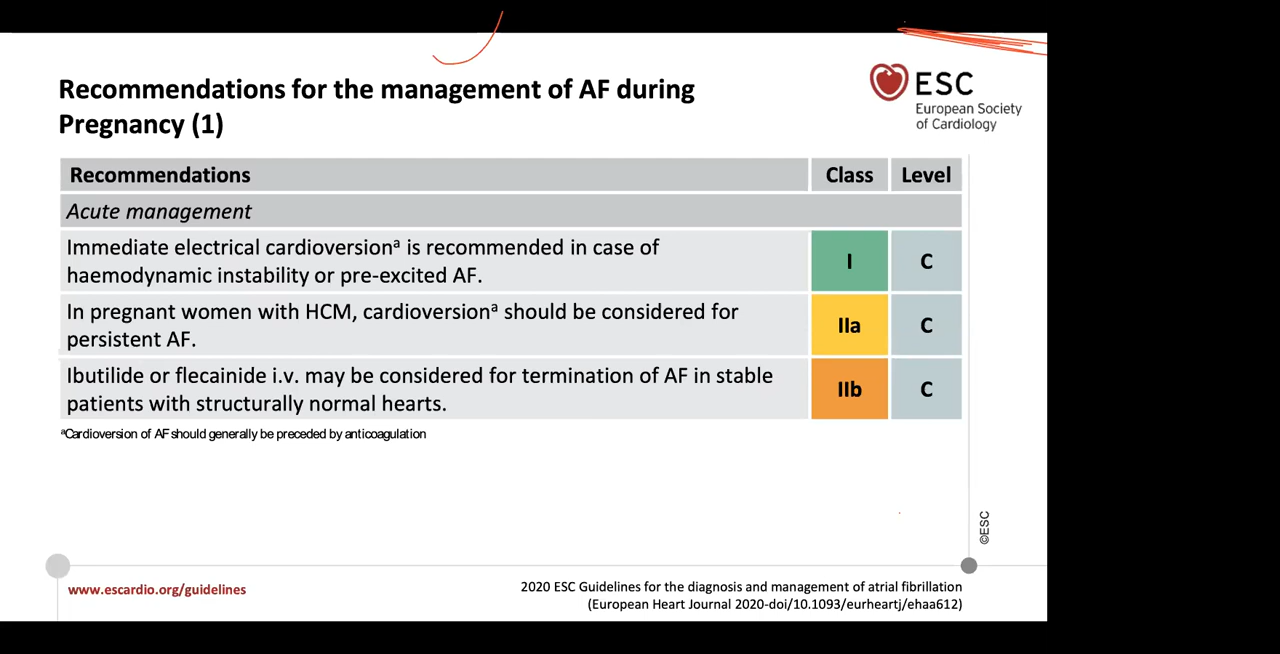 Recommendations for the management of AF during
Pregnancy (1)
ESC
European Society
of Cardiology
Recommendations Class Level
Acute management
Immediate electrical cardioversionᵃ is recommended in case of
haemodynamic instability or pre-excited AF.
I C
In pregnant women with HCM, cardioversionᵃ should be considered for
persistent AF.
IIa C
Ibutilide or flecainide i.v. may be considered for termination of AF in stable
patients with structurally normal hearts.
IIb C
ᵃCardioversion of AF should generally be preceded by anticoagulation
©ESC
www.escardio.org/guidelines
2020 ESC Guidelines for the diagnosis and management of atrial fibrillation
(European Heart Journal 2020-doi/10.1093/eurheartj/ehaa612)